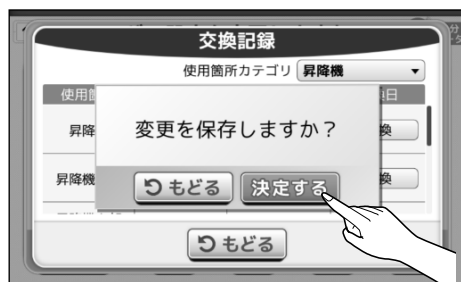 交換記録
使用箇所カテゴリ 昇降機
使用箇 日
昇降 換
変更を保存しますか？
昇降機 換
もどる 決定する
もどる